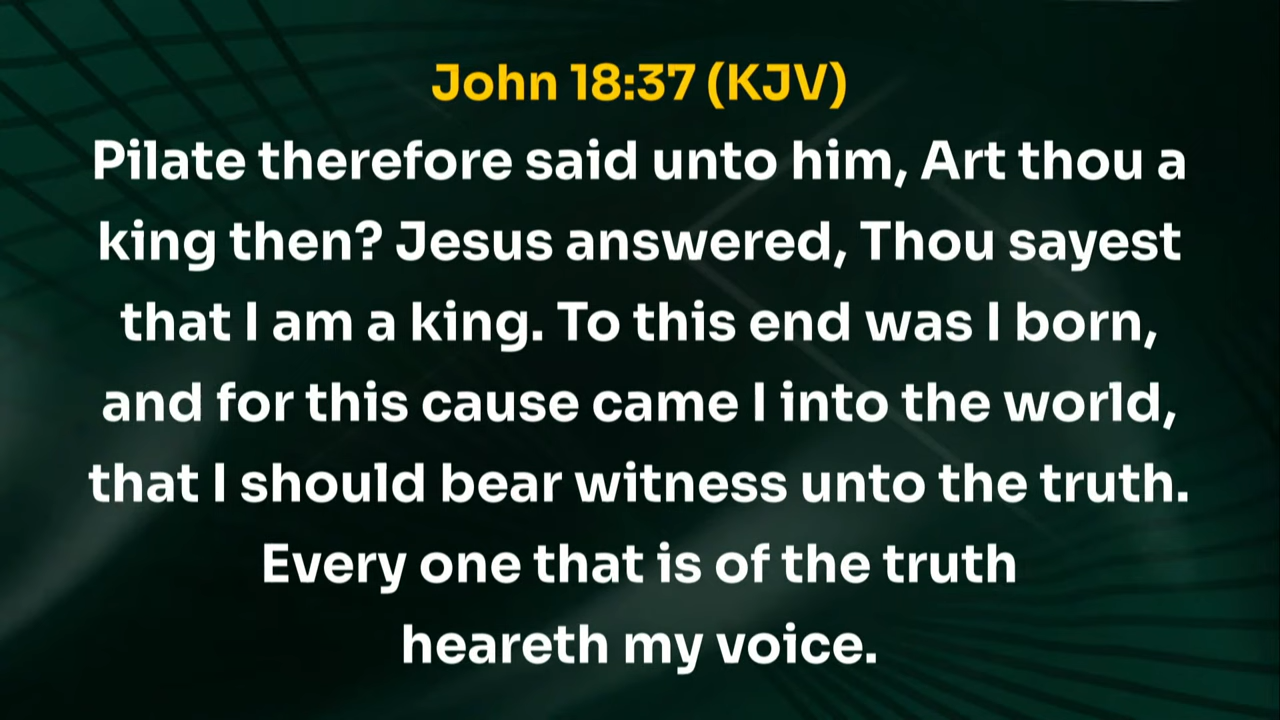 John 18:37 (KJV)
Pilate therefore said unto him, Art thou a
king then? Jesus answered, Thou sayest
that I am a king. To this end was I born,
and for this cause came I into the world,
that I should bear witness unto the truth.
Every one that is of the truth
heareth my voice.